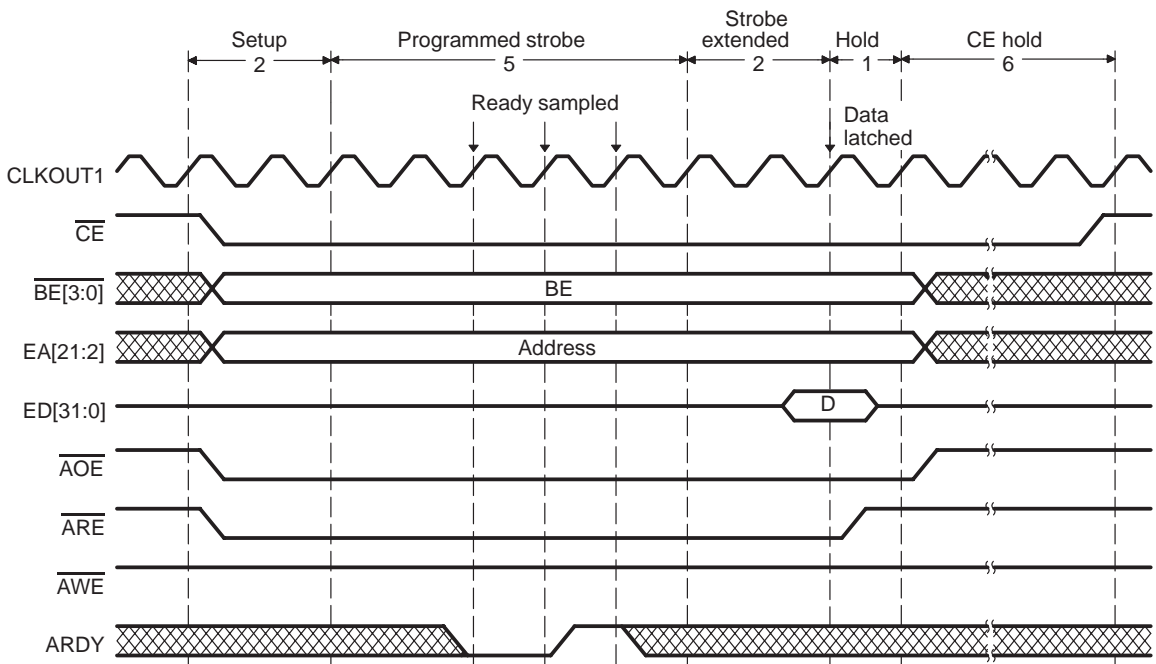 Setup
2
Programmed strobe
5
Strobe
extended
2
Hold
1
CE hold
6
Ready sampled
Data
latched
CLKOUT1
CE
BE[3:0]
BE
EA[21:2]
Address
ED[31:0]
D
AOE
ARE
AWE
ARDY